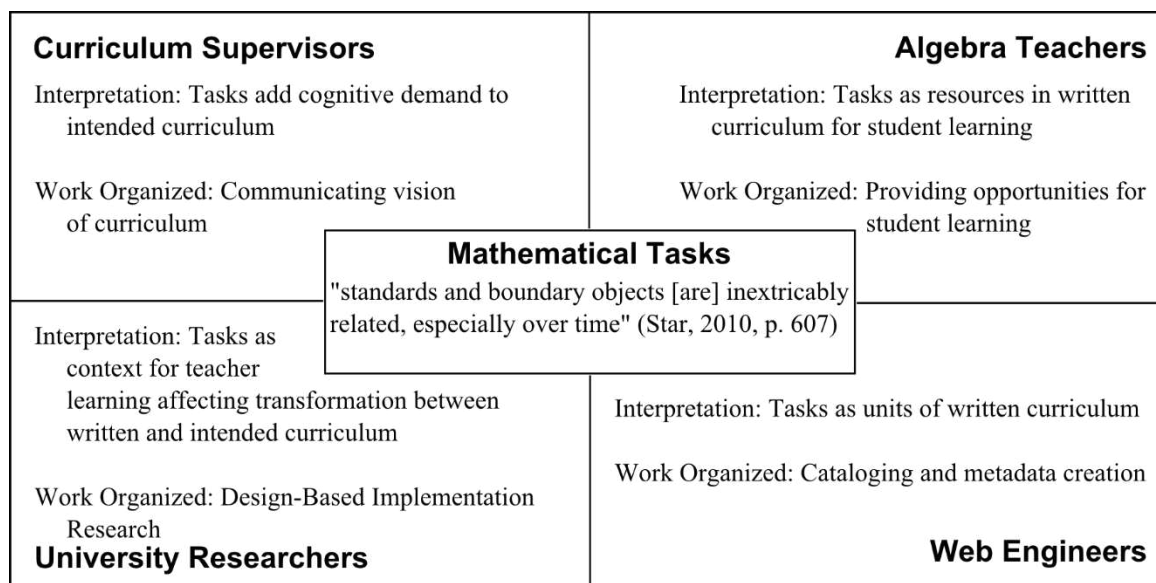 Curriculum Supervisors
Interpretation: Tasks add cognitive demand to
intended curriculum
Work Organized: Communicating vision
of curriculum
Algebra Teachers
Interpretation: Tasks as resources in written
curriculum for student learning
Work Organized: Providing opportunities for
student learning
Mathematical Tasks
"standards and boundary objects [are] inextricably
related, especially over time" (Star, 2010, p. 607)
Interpretation: Tasks as
context for teacher
learning affecting transformation between
written and intended curriculum
Work Organized: Design-Based Implementation
Research
University Researchers
Interpretation: Tasks as units of written curriculum
Work Organized: Cataloging and metadata creation
Web Engineers